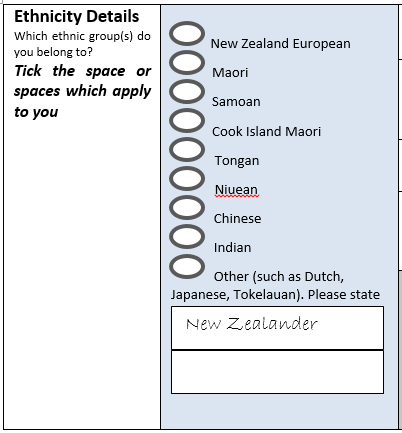 Ethnicity Details
Which ethnic group(s) do
you belong to?
Tick the space or
spaces which apply
to you
New Zealand European
Maori
Samoan
Cook Island Maori
Tongan
Niuean
Chinese
Indian
Other (such as Dutch,
Japanese, Tokelauan). Please state
New Zealander